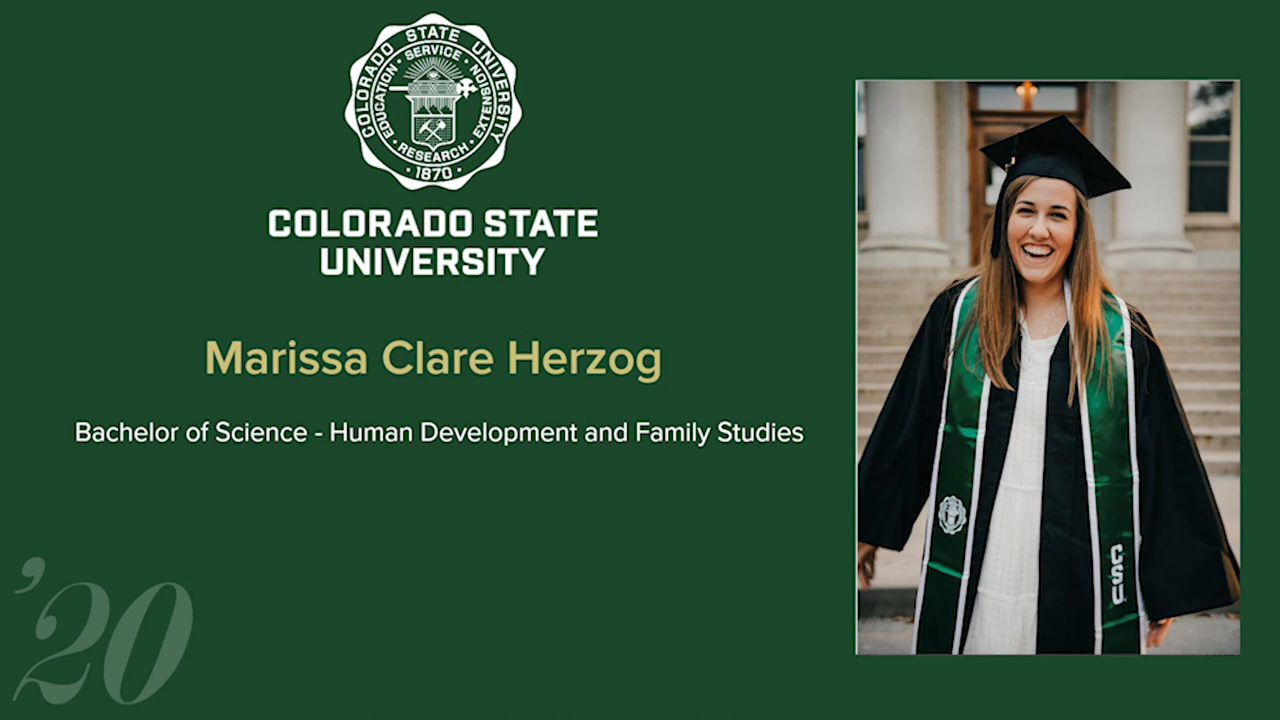 COLORADO STATE UNIVERSITY
EDUCATION • SERVICE • EXTENSION
• RESEARCH •
• 1870 •
COLORADO STATE
UNIVERSITY
Marissa Clare Herzog
Bachelor of Science - Human Development and Family Studies
CSU
’20